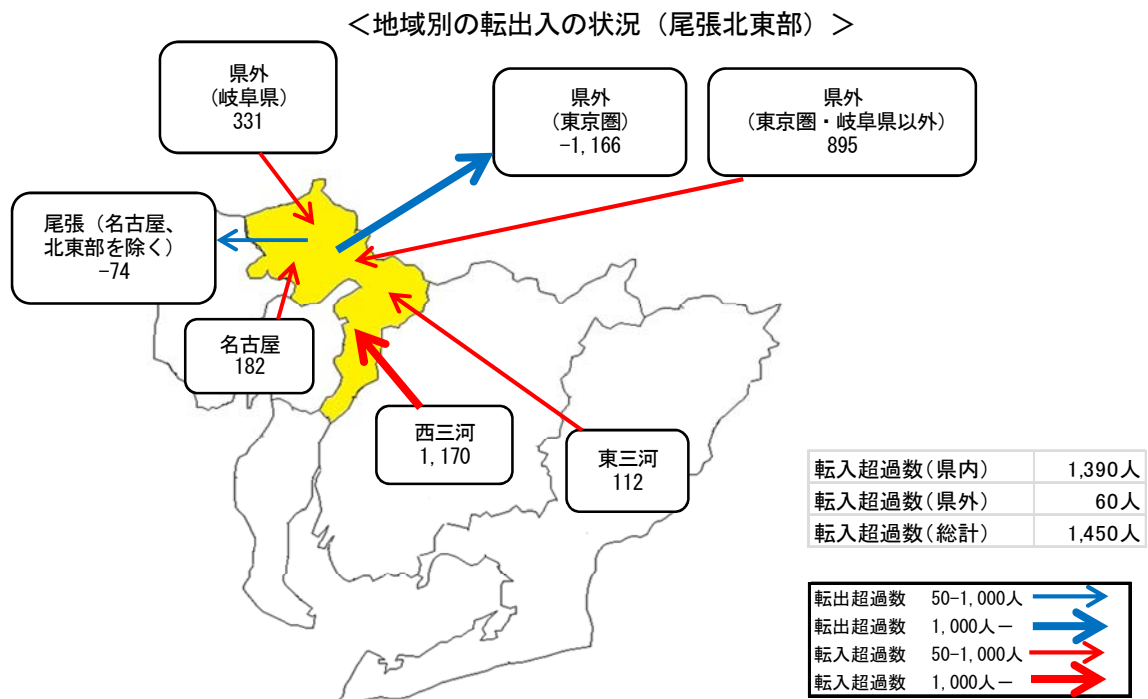 ＜地域別の転出入の状況（尾張北東部）＞
県外
（岐阜県）
331
県外
（東京圏）
-1,166
県外
（東京圏・岐阜県以外）
895
尾張（名古屋、
北東部を除く）
-74
名古屋
182
西三河
1,170
東三河
112
転入超過数（県内） 1,390人
転入超過数（県外） 60人
転入超過数（総計） 1,450人
転出超過数 50-1,000人
転出超過数 1,000人－
転入超過数 50-1,000人
転入超過数 1,000人－